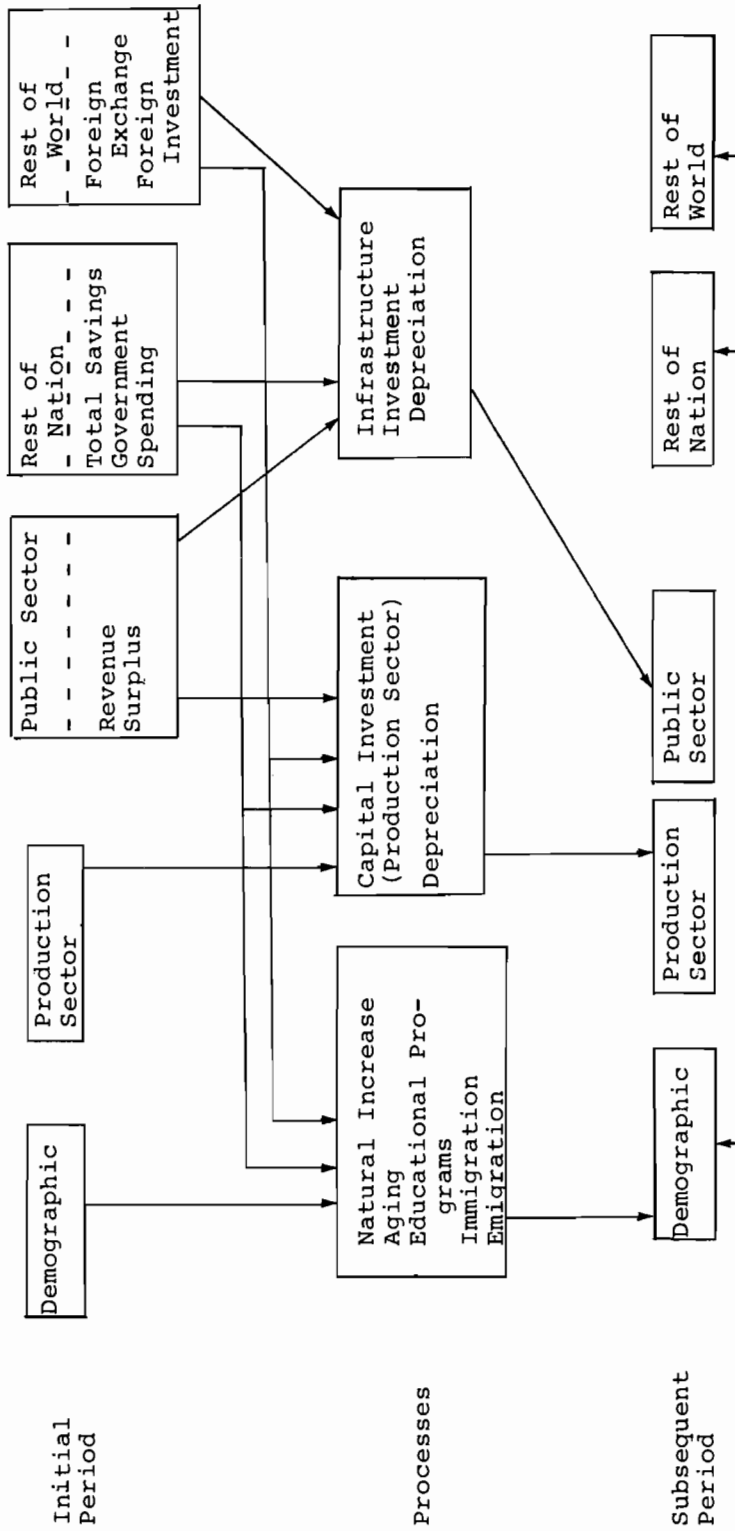 Initial
Period
Demographic
Production
Sector
Public Sector
Revenue
Surplus
Rest of
Nation
Total Savings
Government
Spending
Rest of
World
Foreign
Exchange
Foreign
Investment
Processes
Natural Increase
Aging
Educational Pro-
grams
Immigration
Emigration
Capital Investment
(Production Sector)
Depreciation
Infrastructure
Investment
Depreciation
Subsequent
Period
Demographic
Production
Sector
Public
Sector
Rest of
Nation
Rest of
World